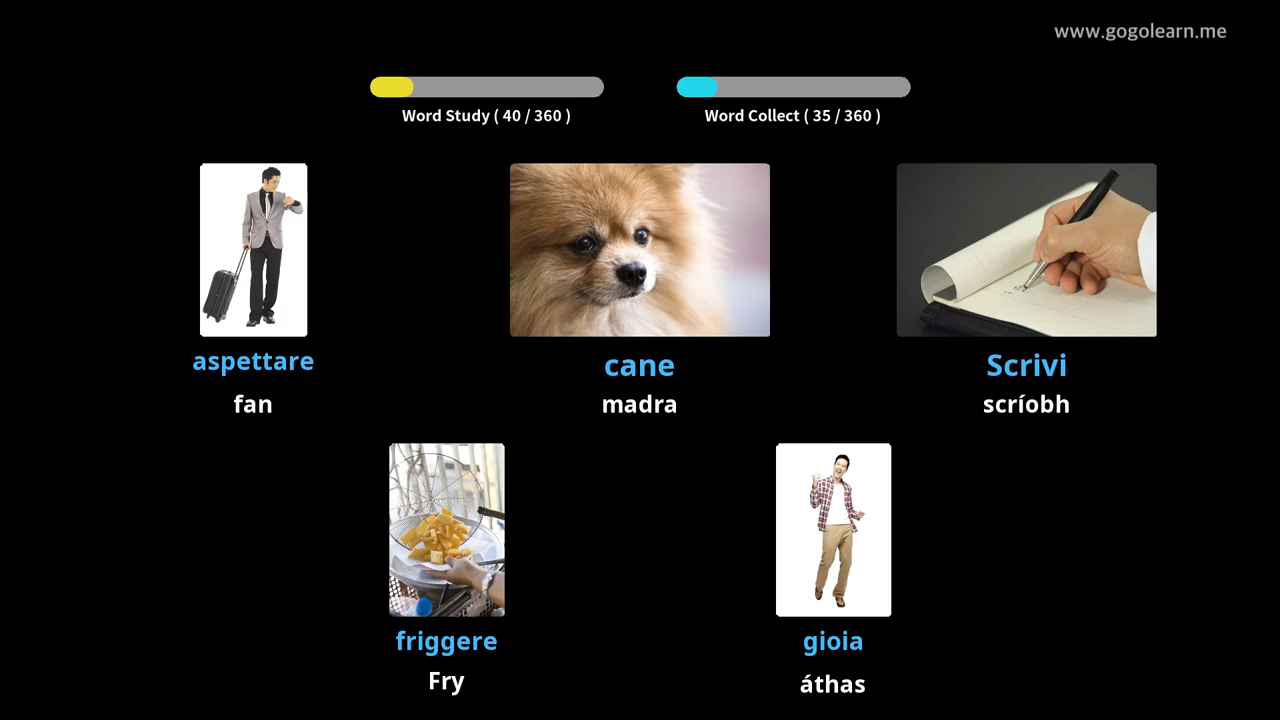 www.gogolearn.me
Word Study ( 40 / 360 )
Word Collect ( 35 / 360 )
aspettare
fan
cane
madra
Scrivi
scríobh
friggere
Fry
gioia
áthas